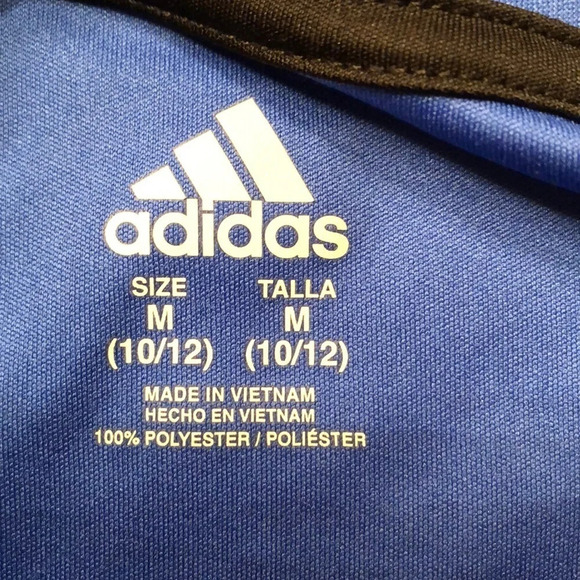 adidas
SIZE TALLA
M M
(10/12) (10/12)
MADE IN VIETNAM
HECHO EN VIETNAM
100% POLYESTER / POLIÉSTER